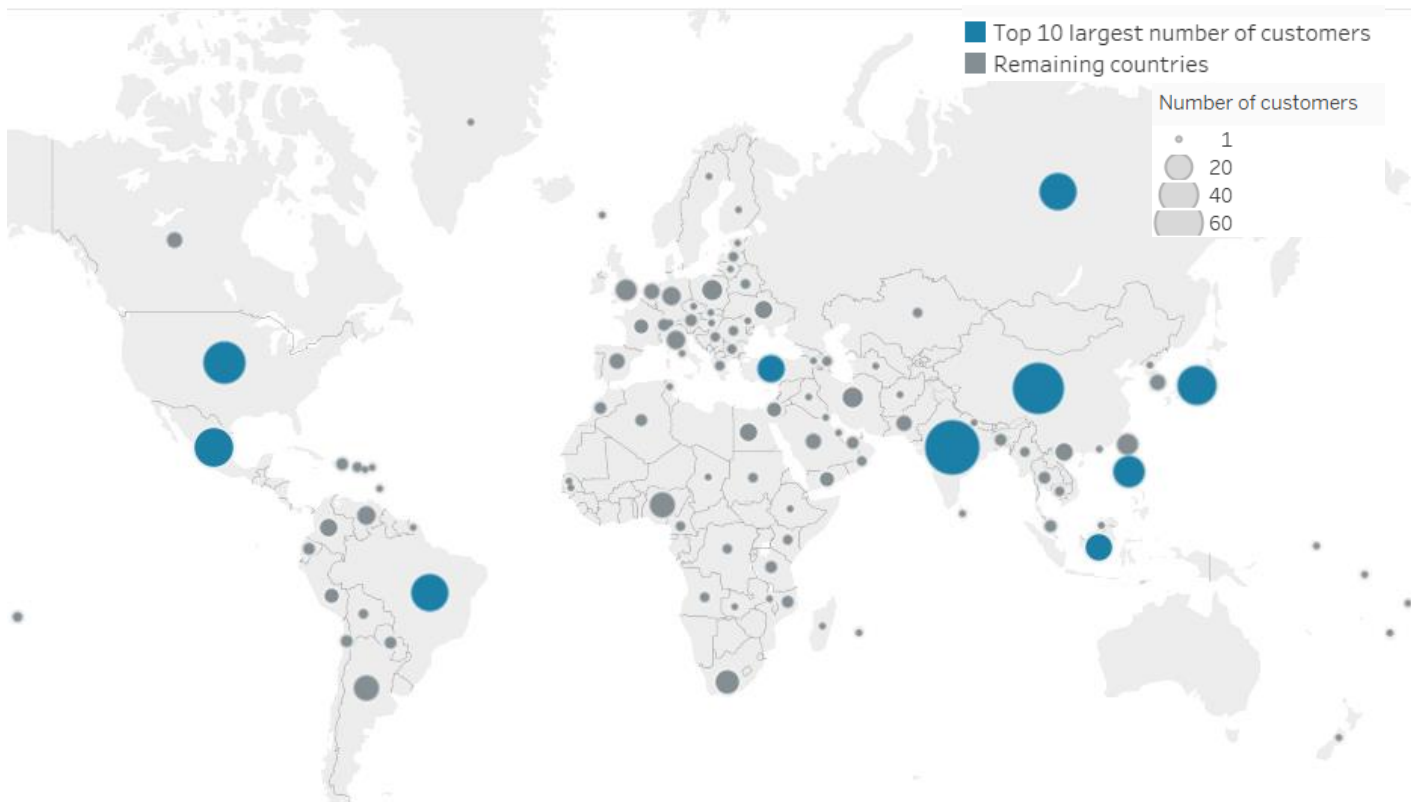 Top 10 largest number of customers
Remaining countries
Number of customers
1
20
40
60